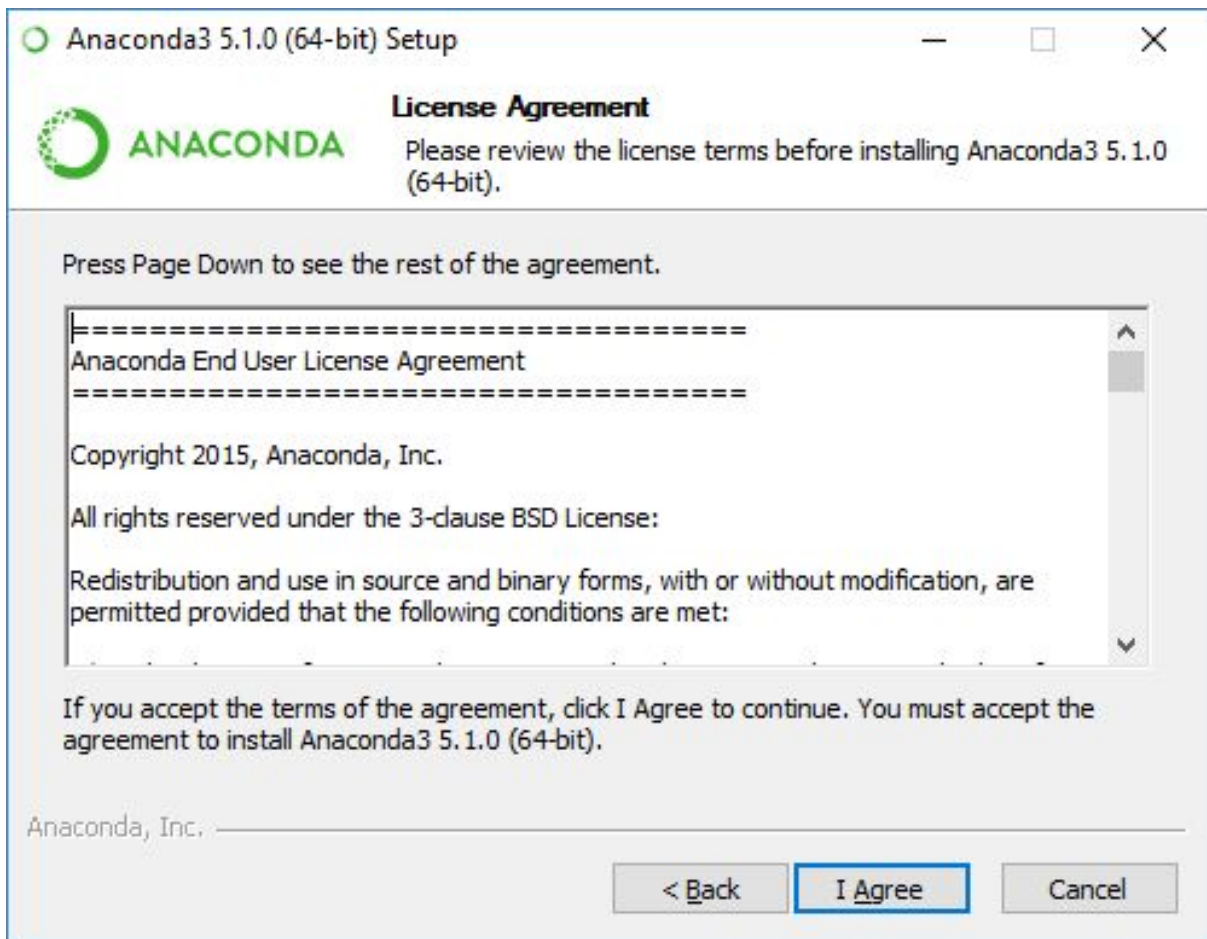 Anaconda3 5.1.0 (64-bit) Setup
ANACONDA
License Agreement
Please review the license terms before installing Anaconda3 5.1.0
(64-bit).
Press Page Down to see the rest of the agreement.
===================================
Anaconda End User License Agreement
===================================
Copyright 2015, Anaconda, Inc.
All rights reserved under the 3-clause BSD License:
Redistribution and use in source and binary forms, with or without modification, are
permitted provided that the following conditions are met:
If you accept the terms of the agreement, click I Agree to continue. You must accept the
agreement to install Anaconda3 5.1.0 (64-bit).
Anaconda, Inc.
< Back
I Agree
Cancel